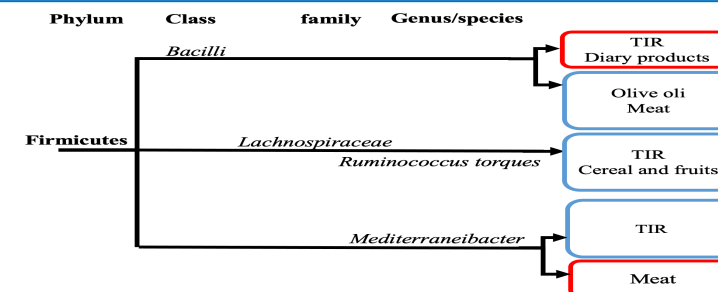 Phylum Class family Genus/species
Bacilli
TIR
Diary products
Olive oli
Meat
Firmicutes
Lachnospiraceae
Ruminococcus torques
TIR
Cereal and fruits
Mediterraneibacter
TIR
Meat